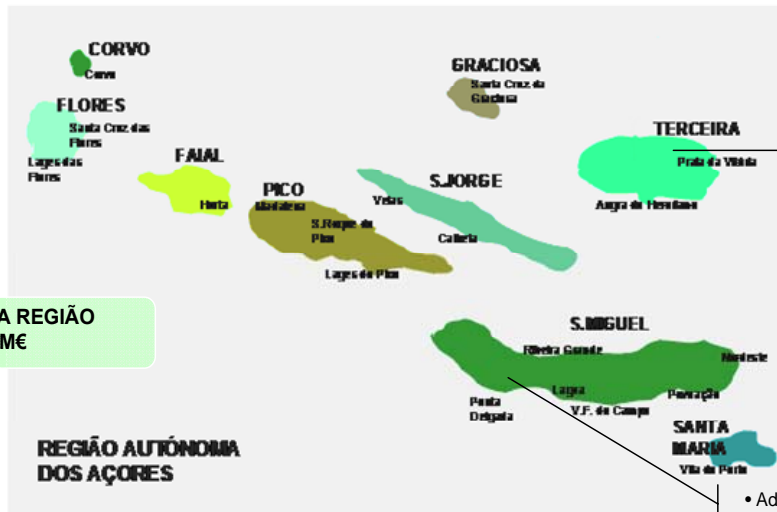 CORVO
Corvo
GRACIOSA
Santa Cruz da
Graciosa
FLORES
Santa Cruz das
Flores
Lages das
Flores
TERCEIRA
Praia da Vitória
Angra do Heroísmo
FAIAL
Horta
PICO
Madalena
S.Roque do
Pico
Lages do Pico
S.JORGE
Velas
Calheta
A REGIÃO
M€
S.MIGUEL
Ribeira Grande
Nordeste
Lagoa
Povoação
Ponta
Delgada
V.F. do Campo
SANTA
MARIA
Vila do Porto
REGIÃO AUTÓNOMA
DOS AÇORES
• Ad